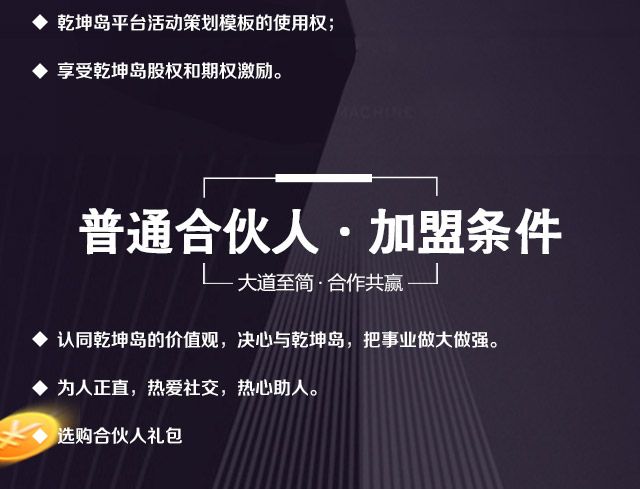 ◆ 乾坤岛平台活动策划模板的使用权；
◆ 享受乾坤岛股权和期权激励。
MACHINE
普通合伙人·加盟条件
大道至简·合作共赢
◆ 认同乾坤岛的价值观，决心与乾坤岛，把事业做大做强。
◆ 为人正直，热爱社交，热心助人。
◆ 选购合伙人礼包